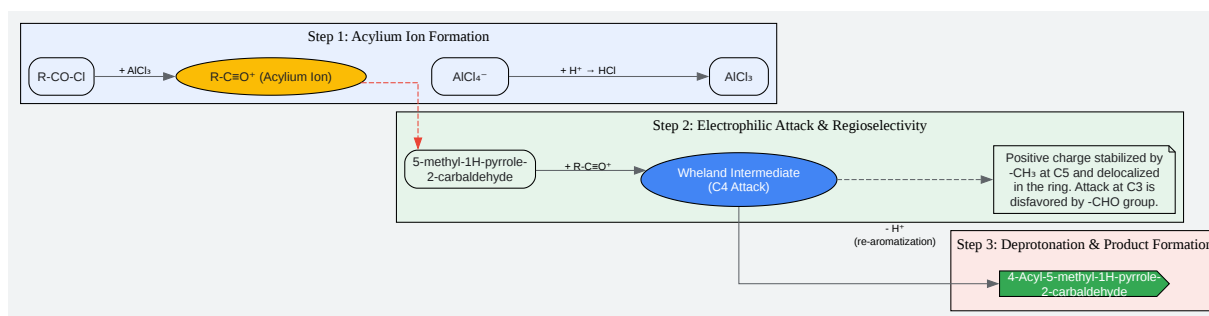 Step 1: Acylium Ion Formation
R-CO-Cl
+ AlCl₃
R-C≡O⁺ (Acylium Ion)
AlCl₄⁻
+ H⁺ → HCl
AlCl₃
Step 2: Electrophilic Attack & Regioselectivity
5-methyl-1H-pyrrole-
2-carbaldehyde
+ R-C≡O⁺
Wheland Intermediate
(C4 Attack)
Positive charge stabilized by
-CH₃ at C5 and delocalized
in the ring. Attack at C3 is
disfavored by -CHO group.
- H⁺
(re-aromatization)
Step 3: Deprotonation & Product Formation
4-Acyl-5-methyl-1H-pyrrole-
2-carbaldehyde